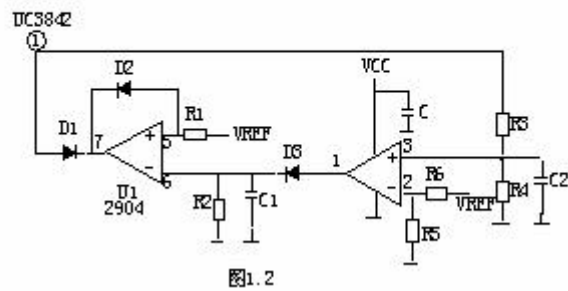 UC3842
①
D2
VCC
C
D1
7
+
5
R1
VREF
R3
-
6
U1
2904
R2
C1
D3
1
+
3
-
2
R6
VREF
R4
C2
R5
图1.2